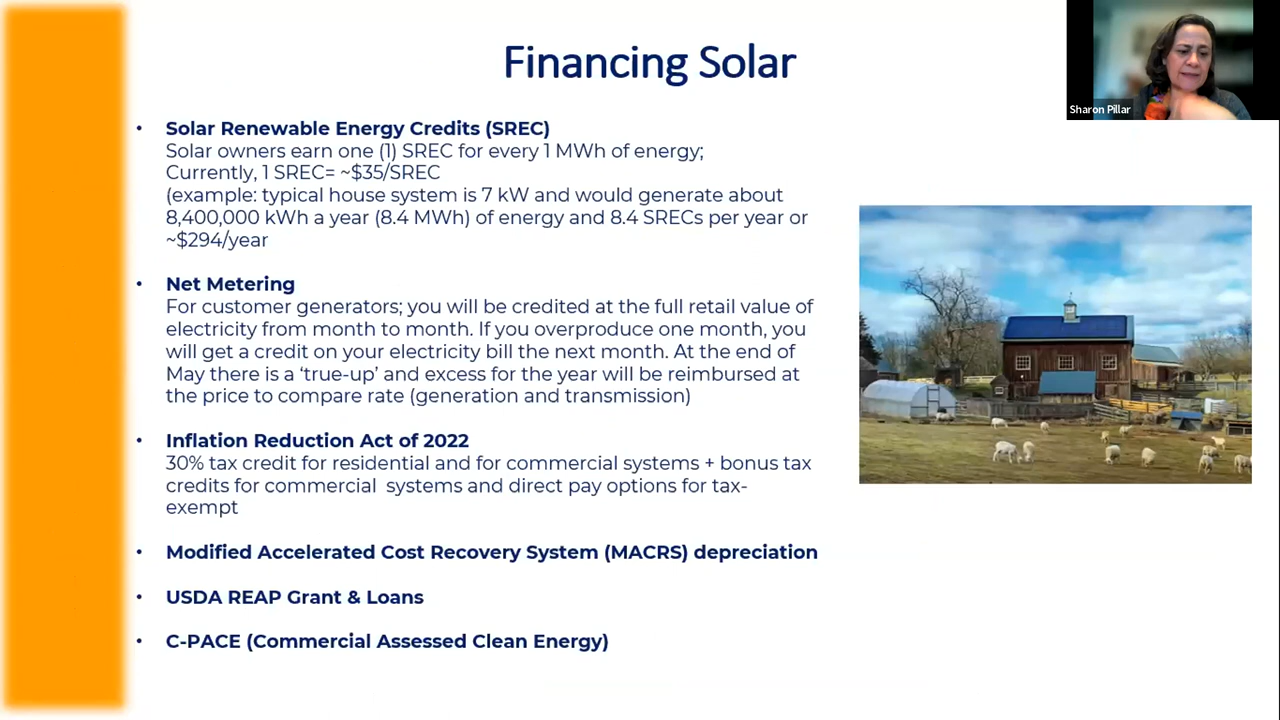 Financing Solar
Sharon Pillar
• Solar Renewable Energy Credits (SREC)
Solar owners earn one (1) SREC for every 1 MWh of energy;
Currently, 1 SREC= ~$35/SREC
(example: typical house system is 7 kW and would generate about
8,400,000 kWh a year (8.4 MWh) of energy and 8.4 SRECs per year or
~$294/year
• Net Metering
For customer generators; you will be credited at the full retail value of
electricity from month to month. If you overproduce one month, you
will get a credit on your electricity bill the next month. At the end of
May there is a ‘true-up’ and excess for the year will be reimbursed at
the price to compare rate (generation and transmission)
• Inflation Reduction Act of 2022
30% tax credit for residential and for commercial systems + bonus tax
credits for commercial systems and direct pay options for tax-
exempt
• Modified Accelerated Cost Recovery System (MACRS) depreciation
• USDA REAP Grant & Loans
• C-PACE (Commercial Assessed Clean Energy)